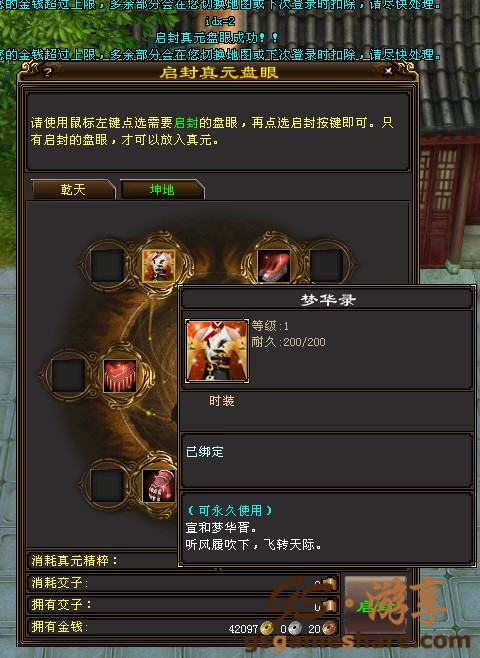 您的金钱超过上限，多余部分会在您切换地图或下次登录时扣除，请尽快处理。
idx=2
启封真元盘眼成功！！
您的金钱超过上限，多余部分会在您切换地图或下次登录时扣除，请尽快处理。
? 启封真元盘眼 ×
请使用鼠标左键点选需要启封的盘眼，再点选启封按键即可。只
有启封的盘眼，才可以放入真元。
乾天 坤地
梦华录
等级:1
耐久:200/200
时装
已绑定
（可永久使用）
宣和梦华胥。
听风履吹下，飞转天际。
消耗真元精粹：
消耗交子： 0
拥有交子： 0
拥有金钱： 42097 0 20
启封
GS·游享
gsgameshare.com